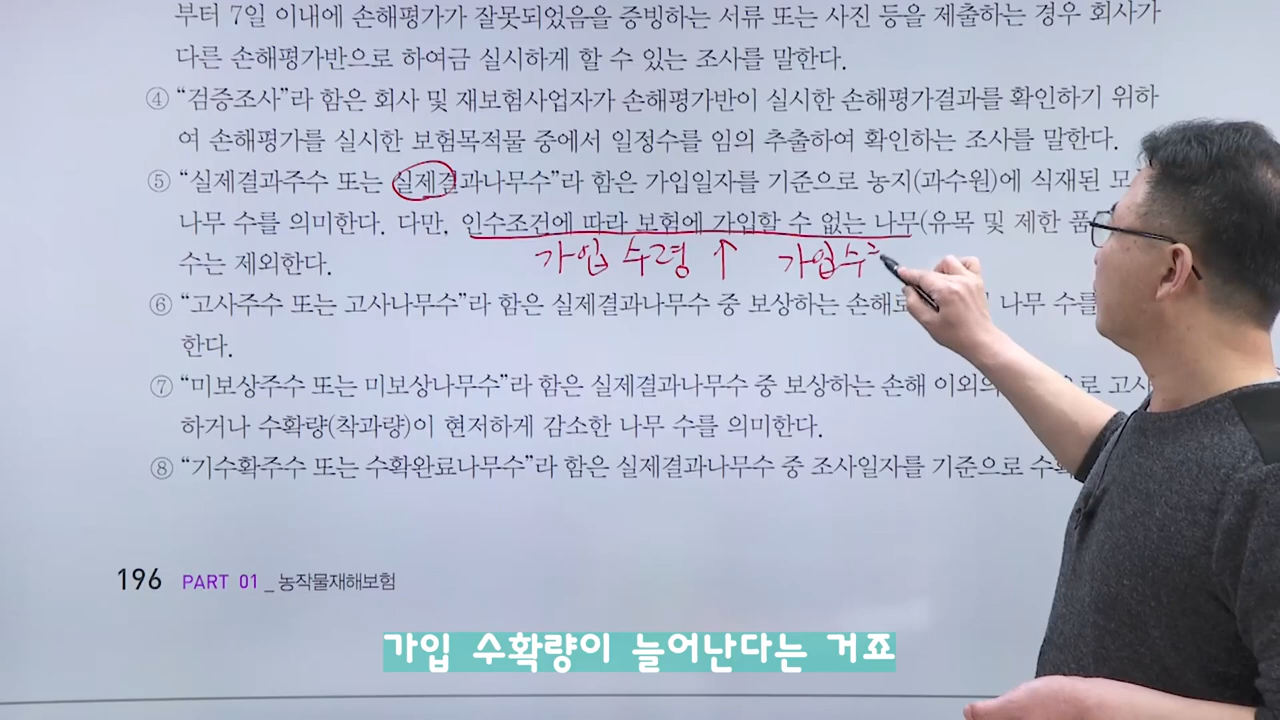 부터 7일 이내에 손해평가가 잘못되었음을 증빙하는 서류 또는 사진 등을 제출하는 경우 회사가
다른 손해평가반으로 하여금 실시하게 할 수 있는 조사를 말한다.
④ “검증조사”라 함은 회사 및 재보험사업자가 손해평가반이 실시한 손해평가결과를 확인하기 위하
여 손해평가를 실시한 보험목적물 중에서 일정수를 임의 추출하여 확인하는 조사를 말한다.
⑤ “실제결과주수 또는 실제결과나무수”라 함은 가입일자를 기준으로 농지(과수원)에 식재된
나무 수를 의미한다. 다만, 인수조건에 따라 보험에 가입할 수 없는 나무(유목 및 제한
수는 제외한다.
가입 수령 ↑ 가입수
⑥ “고사주수 또는 고사나무수”라 함은 실제결과나무수 중 보상하는 나무 수를
한다.
⑦ “미보상주수 또는 미보상나무수”라 함은 실제결과나무수 중 보상하는 손해 고사
하거나 수확량(착과량)이 현저하게 감소한 나무 수를 의미한다.
⑧ “기수확주수 또는 수확완료나무수”라 함은 실제결과나무수 중 조사일자를 기준으로
196 PART 01 _ 농작물재해보험
가입 수확량이 늘어난다는 거죠